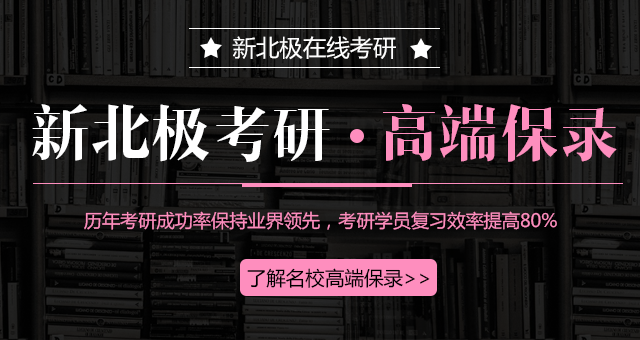 ★ 新北极在线考研 ★
新北极考研·高端保录
历年考研成功率保持业界领先，考研学员复习效率提高80%
了解名校高端保录>>